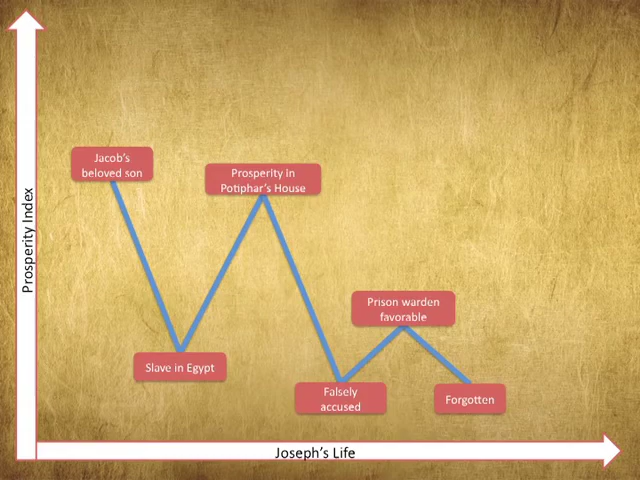 Jacob's
beloved son
Prosperity in
Potiphar's House
Prosperity Index
Prison warden
favorable
Slave in Egypt
Falsely
accused
Forgotten
Joseph's Life